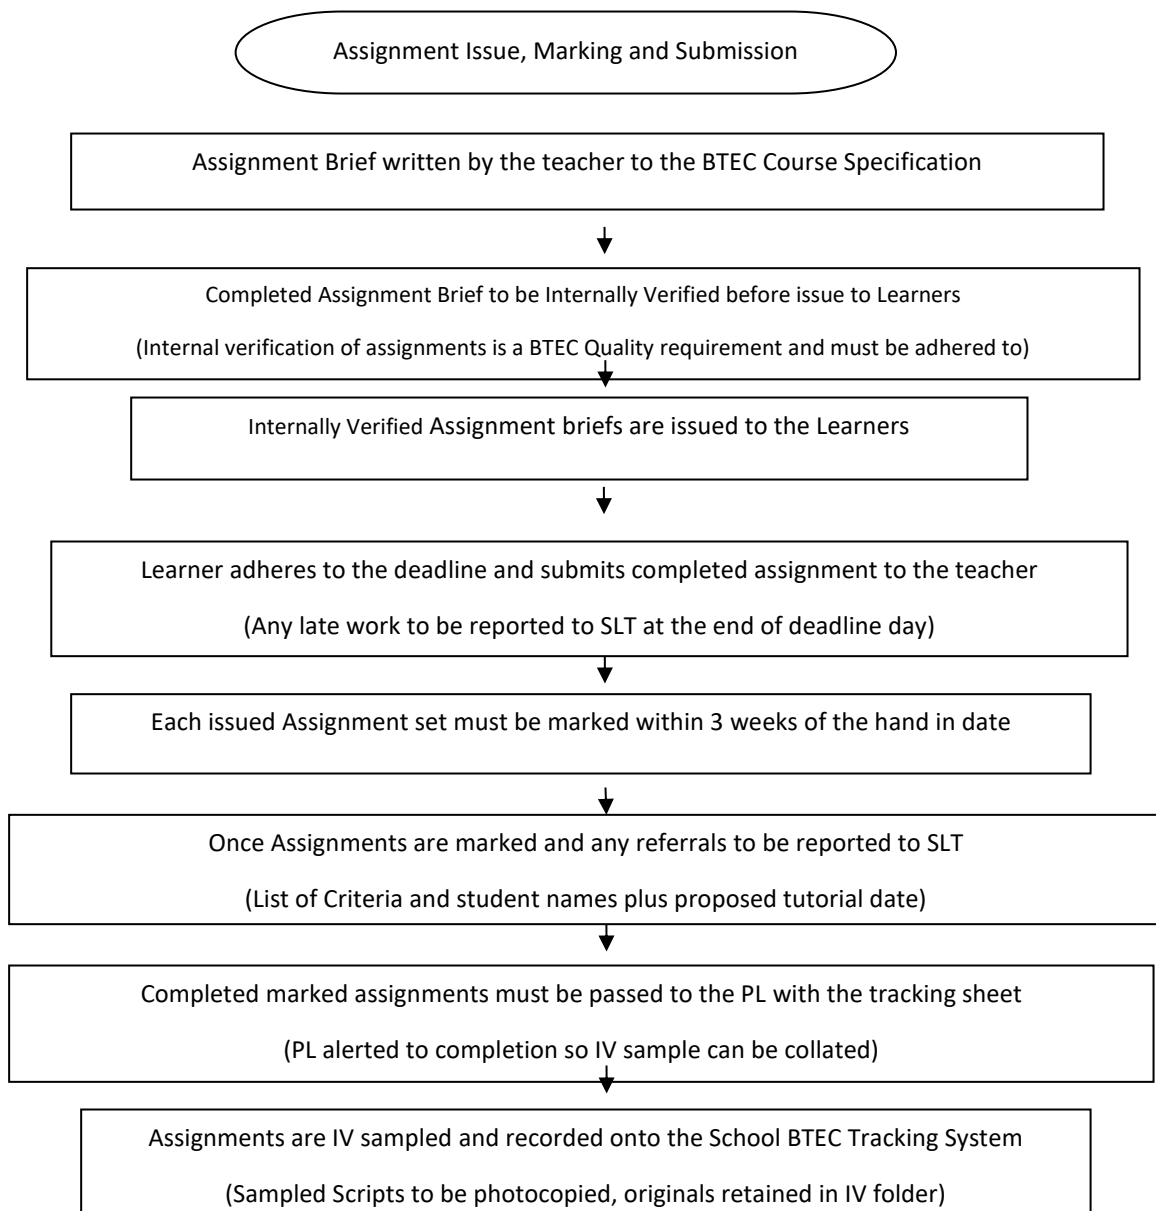 Assignment Issue, Marking and Submission
Assignment Brief written by the teacher to the BTEC Course Specification
Completed Assignment Brief to be Internally Verified before issue to Learners
(Internal verification of assignments is a BTEC Quality requirement and must be adhered to)
Internally Verified Assignment briefs are issued to the Learners
Learner adheres to the deadline and submits completed assignment to the teacher
(Any late work to be reported to SLT at the end of deadline day)
Each issued Assignment set must be marked within 3 weeks of the hand in date
Once Assignments are marked and any referrals to be reported to SLT
(List of Criteria and student names plus proposed tutorial date)
Completed marked assignments must be passed to the PL with the tracking sheet
(PL alerted to completion so IV sample can be collated)
Assignments are IV sampled and recorded onto the School BTEC Tracking System
(Sampled Scripts to be photocopied, originals retained in IV folder)